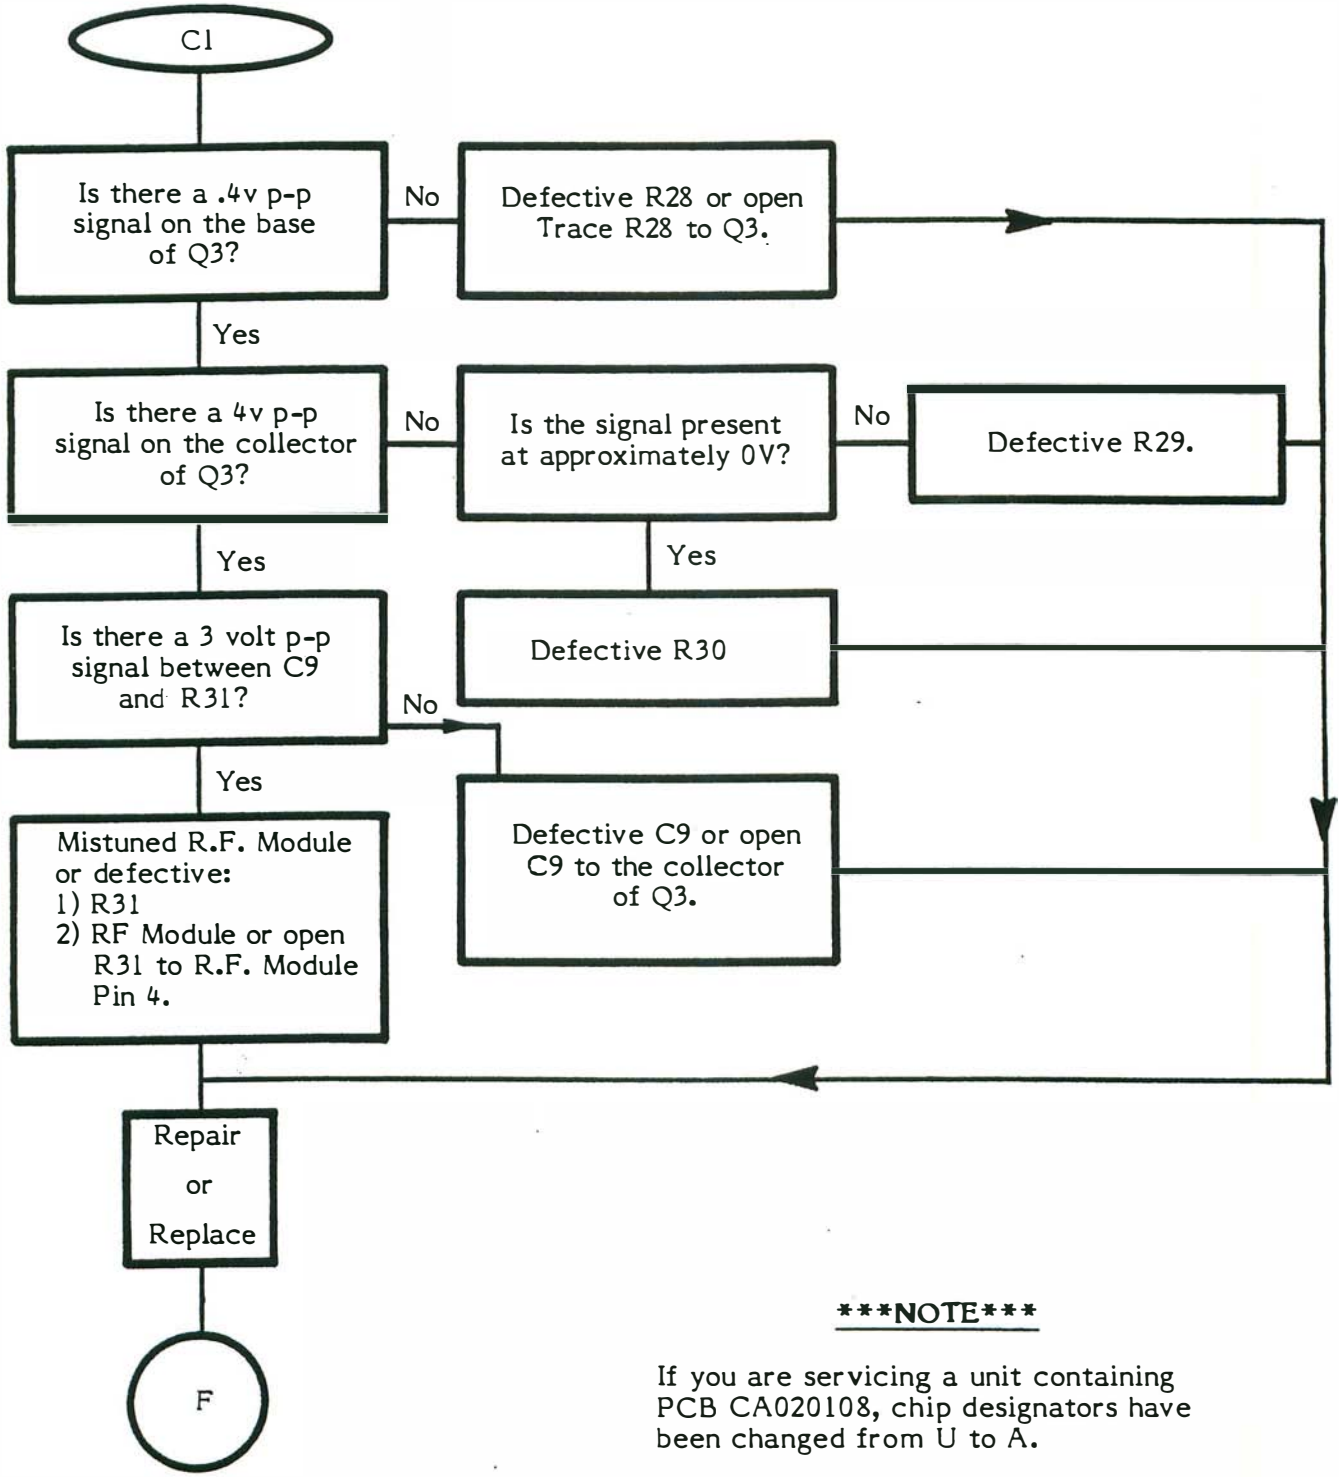 C1
Is there a .4v p-p
signal on the base
of Q3?
No
Defective R28 or open
Trace R28 to Q3.
Yes
Is there a 4v p-p
signal on the collector
of Q3?
No
Is the signal present
at approximately 0V?
No
Defective R29.
Yes
Yes
Is there a 3 volt p-p
signal between C9
and R31?
Defective R30
No
Yes
Defective C9 or open
C9 to the collector
of Q3.
Mistuned R.F. Module
or defective:
1) R31
2) RF Module or open
R31 to R.F. Module
Pin 4.
Repair
or
Replace
F
***NOTE***
If you are servicing a unit containing
PCB CA020108, chip designators have
been changed from U to A.